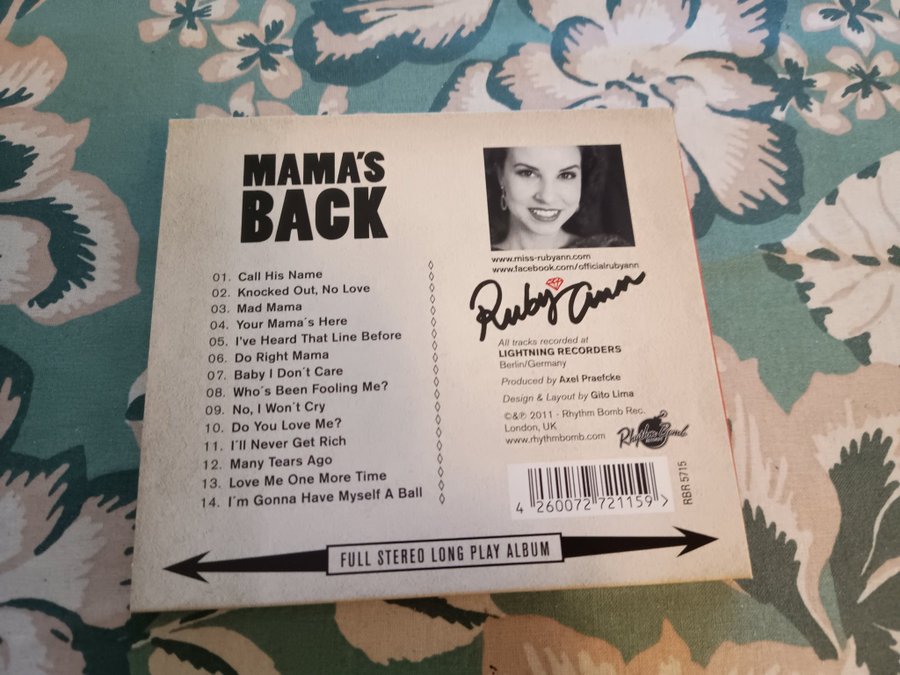 MAMA'S
BACK
01. Call His Name
02. Knocked Out, No Love
03. Mad Mama
04. Your Mama´s Here
05. I've Heard That Line Before
06. Do Right Mama
07. Baby I Don´t Care
08. Who's Been Fooling Me?
09. No, I Won´t Cry
10. Do You Love Me?
11. I´ll Never Get Rich
12. Many Tears Ago
13. Love Me One More Time
14. I´m Gonna Have Myself A Ball
www.miss-rubyann.com
www.facebook.com/officialrubyann
Ruby Ann
All tracks recorded at
LIGHTNING RECORDERS
Berlin/Germany
Produced by Axel Praefcke
Design & Layout by Gito Lima
©&℗ 2011 - Rhythm Bomb Rec.
London, UK
www.rhythmbomb.com
Rhythm Bomb
RECORDS
4 260072 721159 >
RBR 5715
FULL STEREO LONG PLAY ALBUM